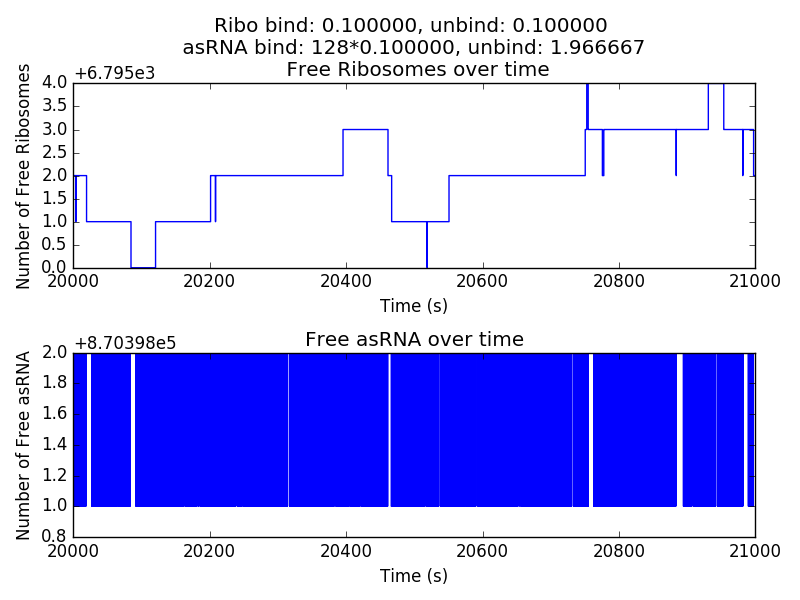 Ribo bind: 0.100000, unbind: 0.100000
asRNA bind: 128*0.100000, unbind: 1.966667
Free Ribosomes over time
+6.795e3
Number of Free Ribosomes
4.0
3.5
3.0
2.5
2.0
1.5
1.0
0.5
0.0
20000 20200 20400 20600 20800 21000
Time (s)
Free asRNA over time
+8.70398e5
Number of Free asRNA
2.0
1.8
1.6
1.4
1.2
1.0
0.8
20000 20200 20400 20600 20800 21000
Time (s)